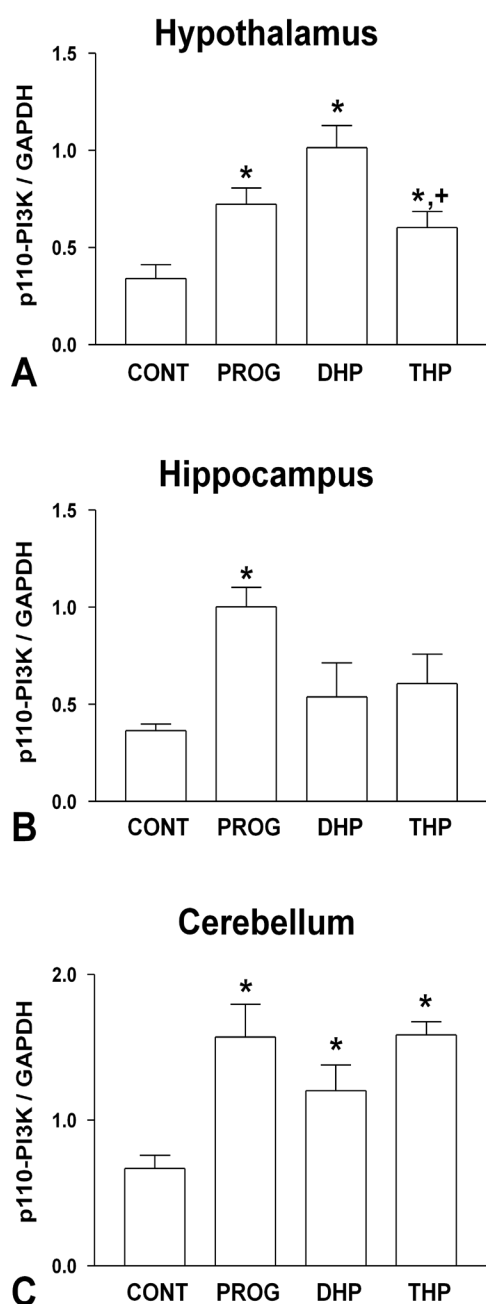 Hypothalamus
p110-PI3K / GAPDH
1.5
1.0
0.5
0.0
*
*
*,+
CONT PROG DHP THP
A
Hippocampus
p110-PI3K / GAPDH
1.5
1.0
0.5
0.0
*
CONT PROG DHP THP
B
Cerebellum
p110-PI3K / GAPDH
2.0
1.0
0.0
*
*
*
CONT PROG DHP THP
C